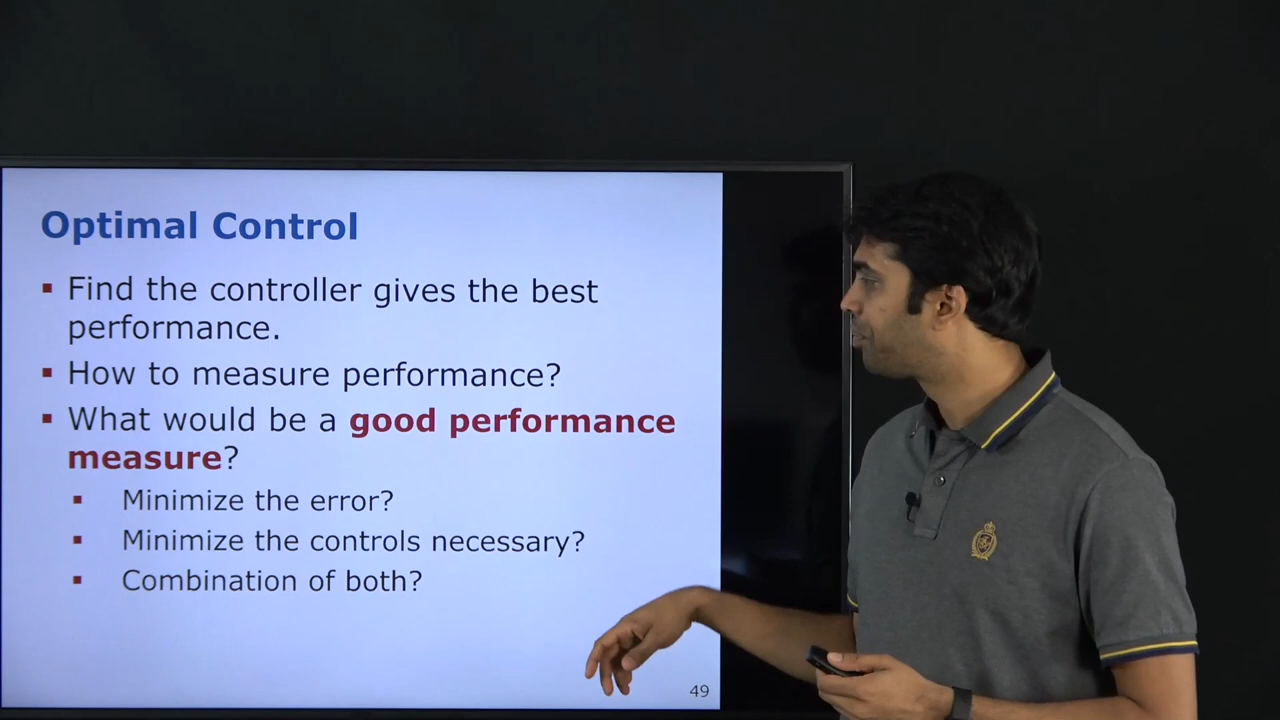 Optimal Control
Find the controller gives the best
performance.
How to measure performance?
What would be a good performance
measure?
Minimize the error?
Minimize the controls necessary?
Combination of both?
49